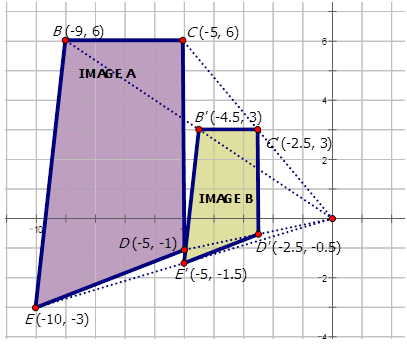 B (-9, 6)
C (-5, 6)
6
IMAGE A
B' (-4.5, 3)
C' (-2.5, 3)
2
IMAGE B
-10
D (-5, -1)
D' (-2.5, -0.5)
E' (-5, -1.5)
-2
E (-10, -3)
-4